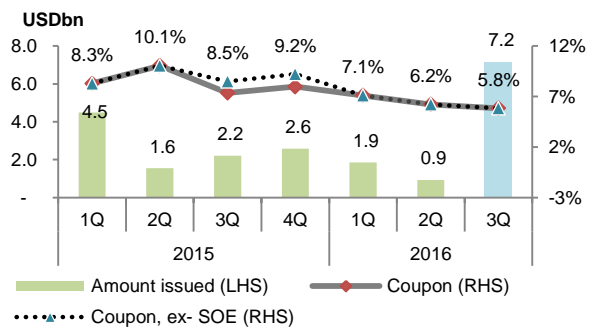 USDbn
8.0 8.3% 10.1% 8.5% 9.2% 7.1% 6.2% 5.8% 7.2 12%
6.0 7%
4.0 4.5 2%
2.0 1.6 2.2 2.6 1.9 0.9
- -3%
1Q 2Q 3Q 4Q 1Q 2Q 3Q
2015 2016
Amount issued (LHS) Coupon (RHS)
Coupon, ex- SOE (RHS)